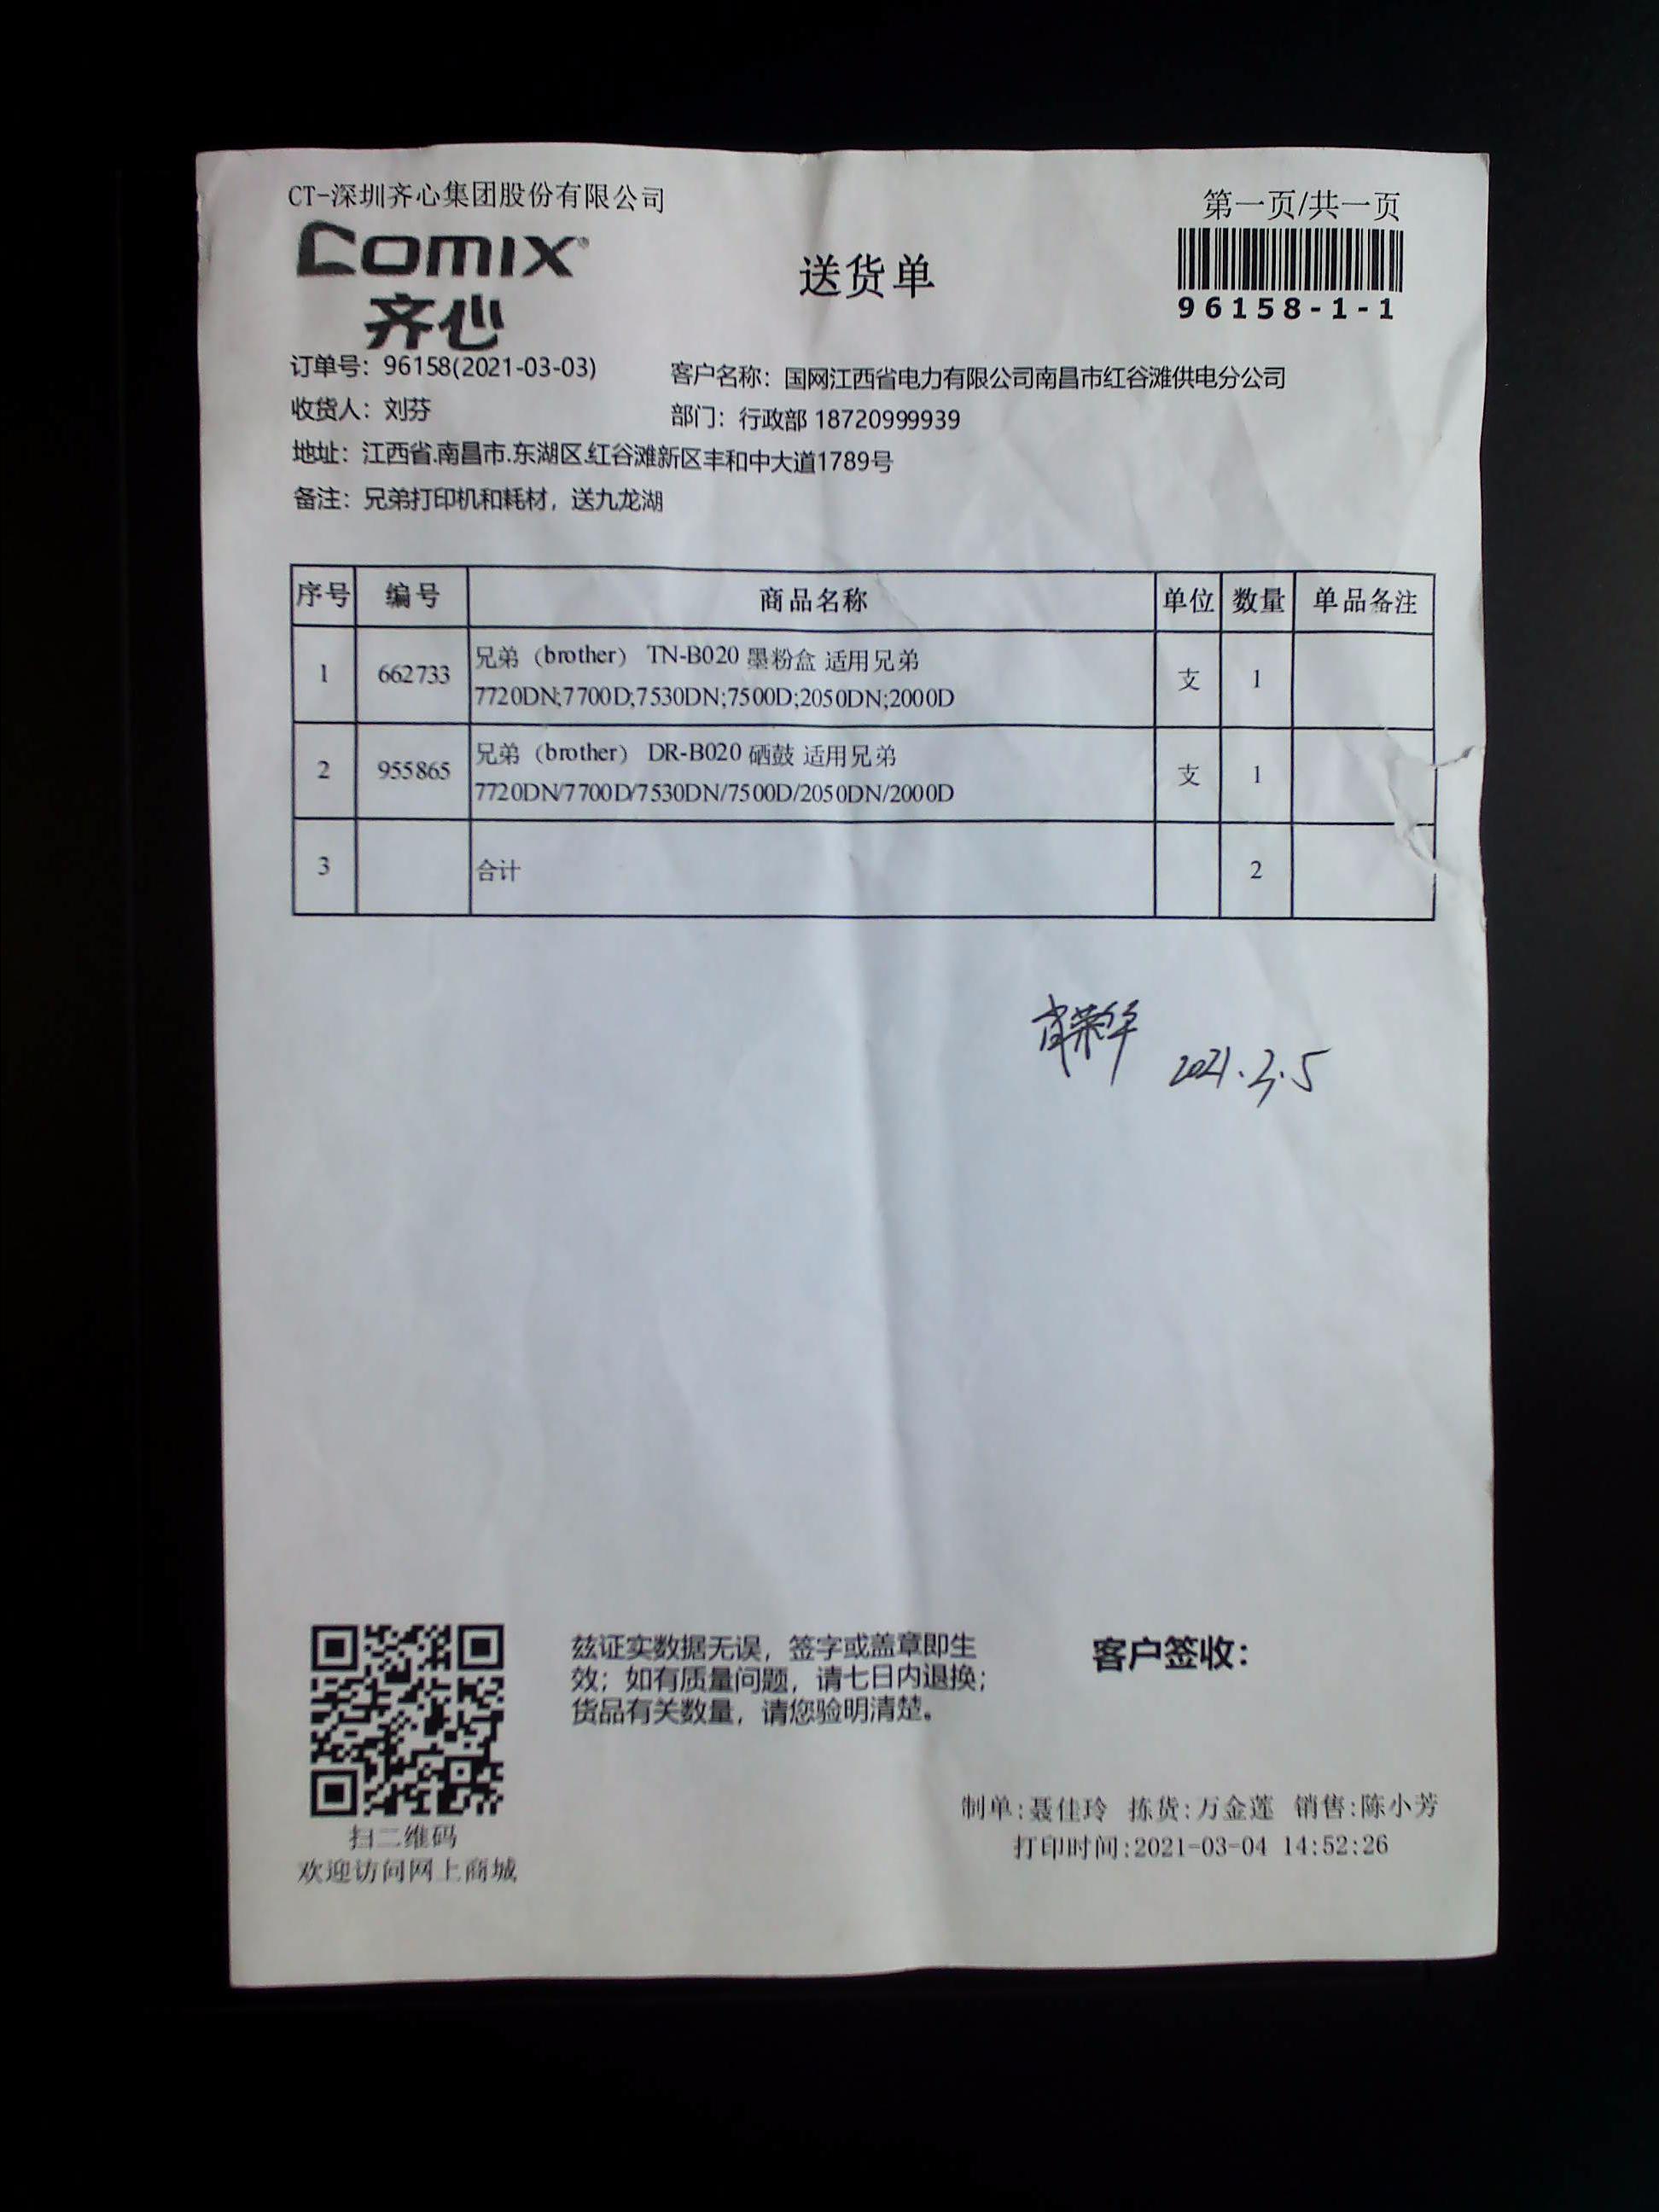 CT-深圳齐心集团股份有限公司
第一页/共一页
COMIX®
齐心
送货单
96158-1-1
订单号：96158(2021-03-03)
客户名称：国网江西省电力有限公司南昌市红谷滩供电分公司
收货人：刘芬
部门：行政部 18720999939
地址：江西省.南昌市.东湖区.红谷滩新区丰和中大道1789号
备注：兄弟打印机和耗材，送九龙湖
序号 编号 商品名称 单位 数量 单品备注
1 662733 兄弟（brother） TN-B020 墨粉盒 适用兄弟 支 1
7720DN;7700D;7530DN;7500D;2050DN;2000D
2 955865 兄弟（brother） DR-B020 硒鼓 适用兄弟 支 1
7720DN/7700D/7530DN/7500D/2050DN/2000D
3 合计 2
肖荣华
2021.3.5
兹证实数据无误，签字或盖章即生
效；如有质量问题，请七日内退换；
货品有关数量，请您验明清楚。
客户签收：
扫二维码
欢迎访问网上商城
制单:聂佳玲 拣货:万金莲 销售:陈小芳
打印时间:2021-03-04 14:52:26